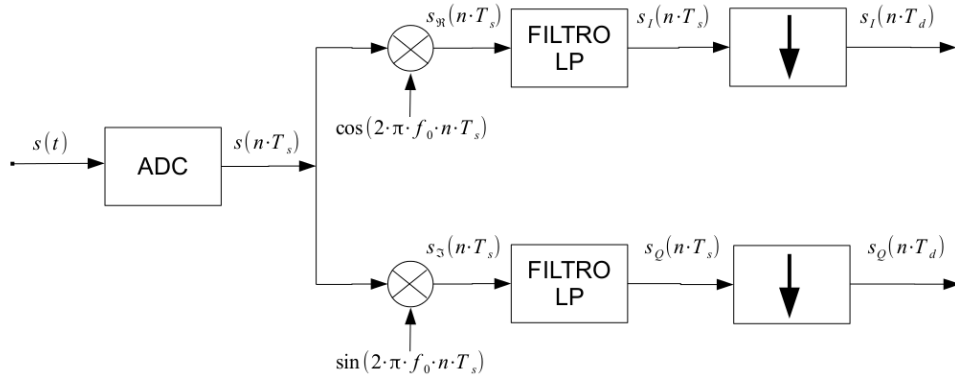 s(t)
ADC
s(n·T_s)
s_ℜ(n·T_s)
FILTRO
LP
s_I(n·T_s)
s_I(n·T_d)
cos(2·π·f_0·n·T_s)
s_ℑ(n·T_s)
FILTRO
LP
s_Q(n·T_s)
s_Q(n·T_d)
sin(2·π·f_0·n·T_s)